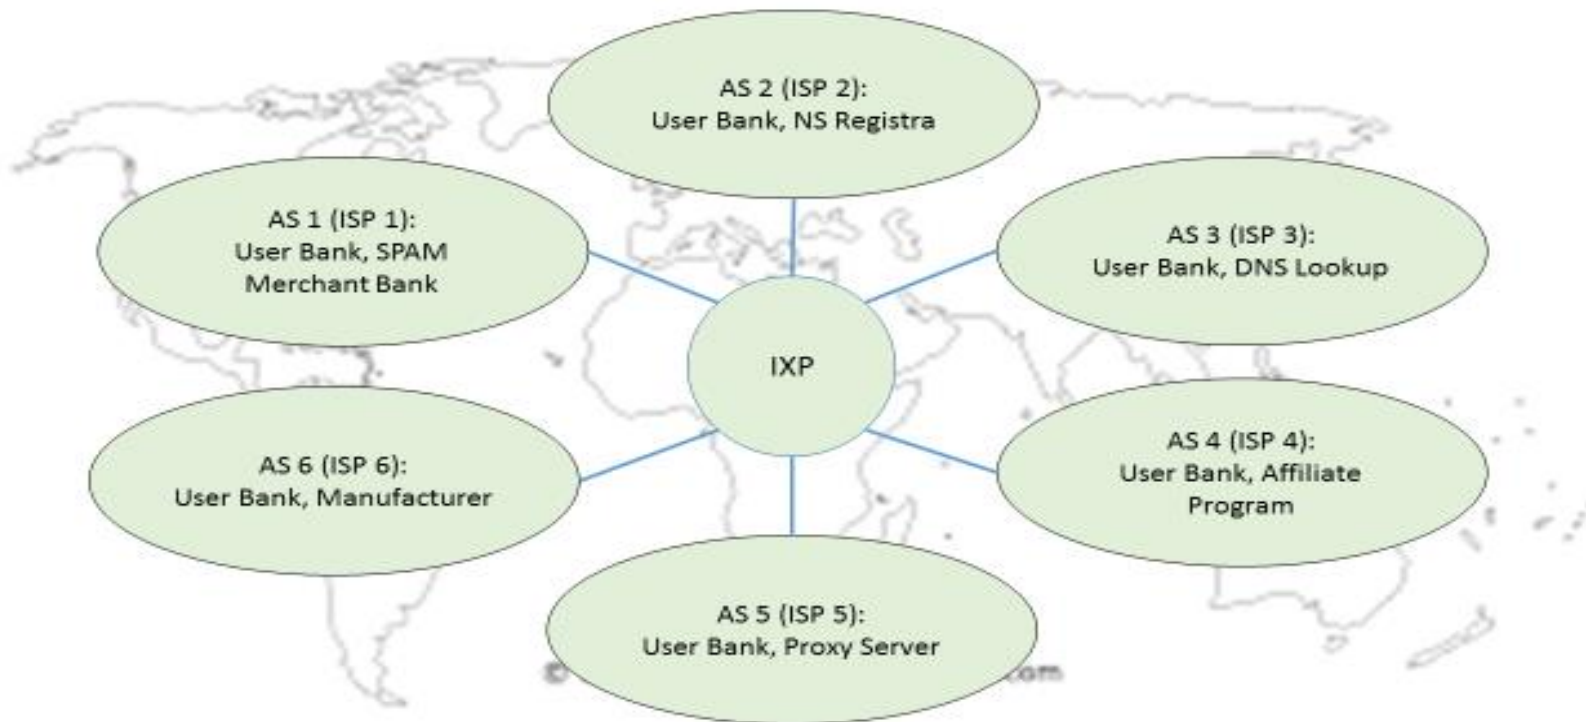 AS 2 (ISP 2):
User Bank, NS Registra
AS 1 (ISP 1):
User Bank, SPAM
Merchant Bank
AS 3 (ISP 3):
User Bank, DNS Lookup
IXP
AS 6 (ISP 6):
User Bank, Manufacturer
AS 4 (ISP 4):
User Bank, Affiliate
Program
AS 5 (ISP 5):
User Bank, Proxy Server
©